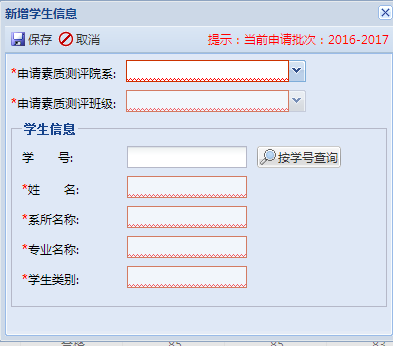 新增学生信息
保存 取消 提示：当前申请批次：2016-2017
*申请素质测评院系:
*申请素质测评班级:
学生信息
学 号: 按学号查询
*姓 名:
*系所名称:
*专业名称:
*学生类别: